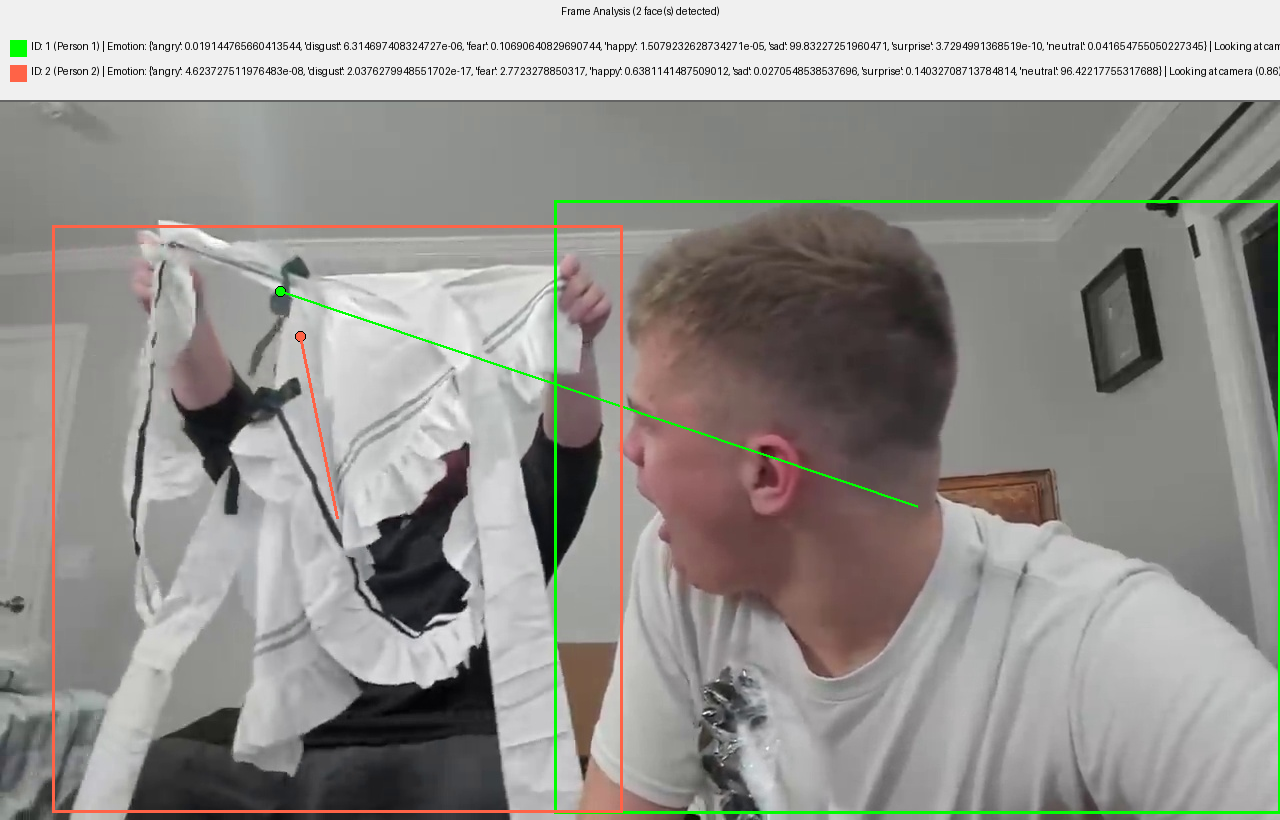 Frame Analysis (2 face(s) detected)
ID: 1 (Person 1) | Emotion: {'angry': 0.019144765660413544, 'disgust': 6.314697408324727e-06, 'fear': 0.10690640829690744, 'happy': 1.5079232628734271e-05, 'sad': 99.83227251960471, 'surprise': 3.7294991368519e-10, 'neutral': 0.041654755050227345} | Looking at cam
ID: 2 (Person 2) | Emotion: {'angry': 4.623727511976483e-08, 'disgust': 2.0376279948551702e-17, 'fear': 2.7723278850317, 'happy': 0.6381141487509012, 'sad': 0.0270548538537696, 'surprise': 0.14032708713784814, 'neutral': 96.42217755317688} | Looking at camera (0.86)